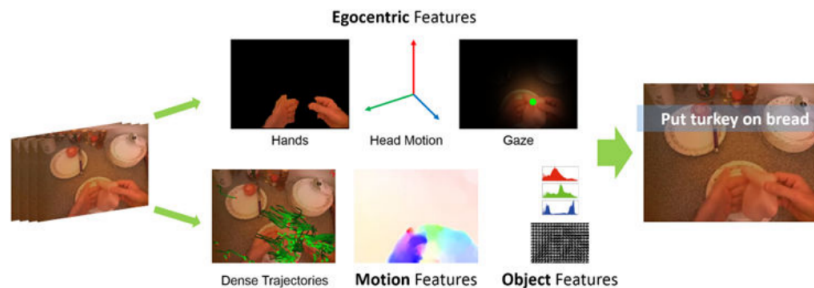 Egocentric Features
Hands
Head Motion
Gaze
Put turkey on bread
Dense Trajectories
Motion Features
Object Features